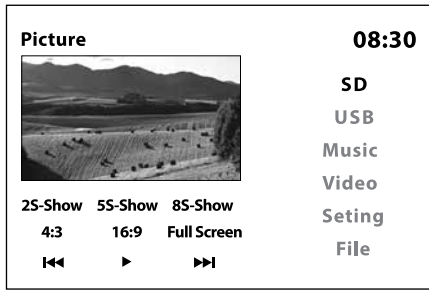 Picture
08:30
2S-Show 5S-Show 8S-Show
4:3 16:9 Full Screen
SD
USB
Music
Video
Seting
File